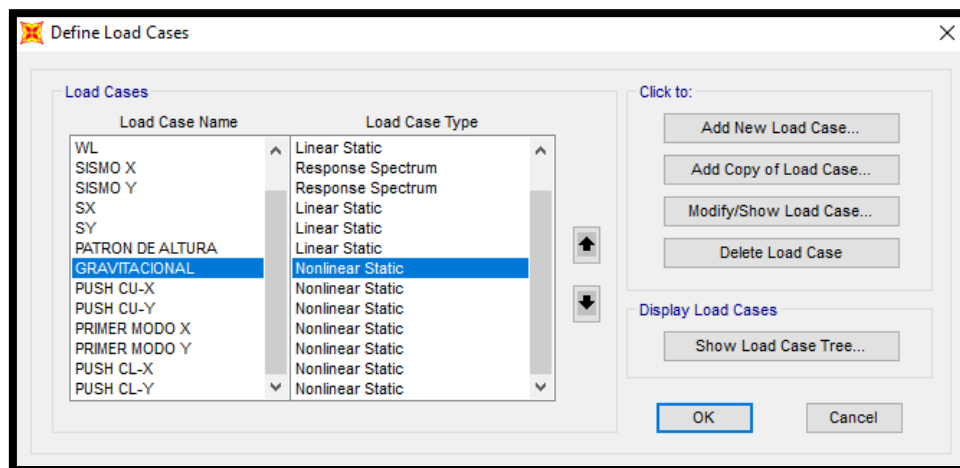 Define Load Cases
Load Cases
Load Case Name Load Case Type
WL Linear Static
SISMO X Response Spectrum
SISMO Y Response Spectrum
SX Linear Static
SY Linear Static
PATRON DE ALTURA Linear Static
GRAVITACIONAL Nonlinear Static
PUSH CU-X Nonlinear Static
PUSH CU-Y Nonlinear Static
PRIMER MODO X Nonlinear Static
PRIMER MODO Y Nonlinear Static
PUSH CL-X Nonlinear Static
PUSH CL-Y Nonlinear Static
Click to:
Add New Load Case...
Add Copy of Load Case...
Modify/Show Load Case...
Delete Load Case
Display Load Cases
Show Load Case Tree...
OK Cancel